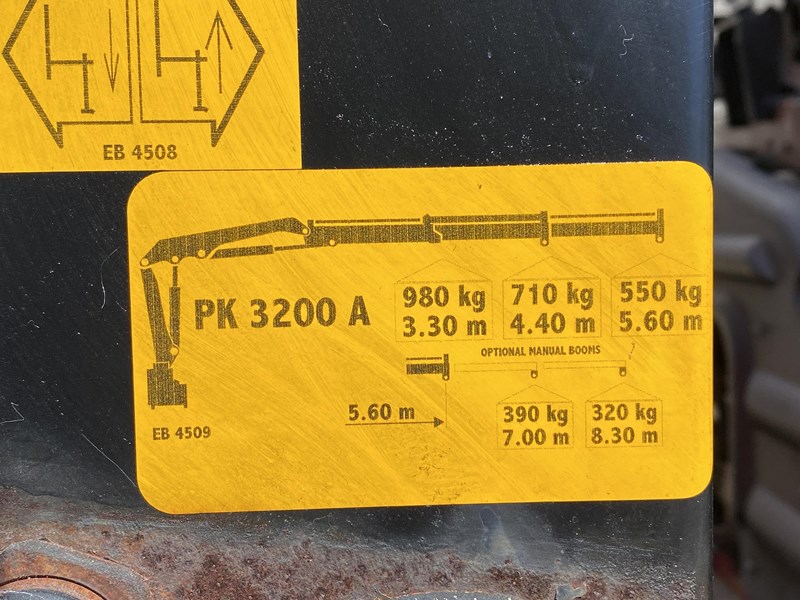 EB 4508
PK 3200 A
980 kg
3.30 m
710 kg
4.40 m
550 kg
5.60 m
OPTIONAL MANUAL BOOMS
5.60 m
390 kg
7.00 m
320 kg
8.30 m
EB 4509